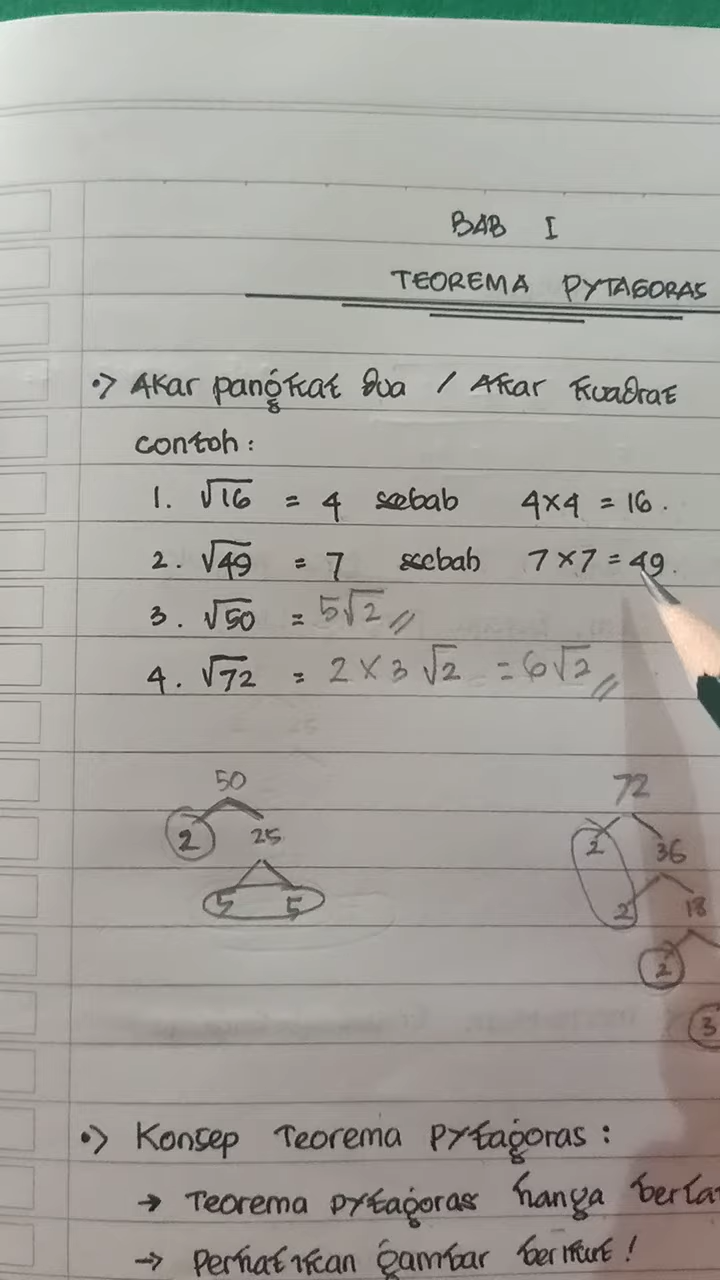 BAB I
TEOREMA PYTAGORAS
•> Akar pangkat dua / Akar kuadrat
contoh :
1. √16 = 4 sebab 4×4 = 16.
2. √49 = 7 sebab 7×7 = 49.
3. √50 = 5√2 //
4. √72 = 2 × 3 √2 = 6√2 //
50 72
2 25 2 36
5 5 2 18
2
3
•> Konsep Teorema Pytagoras :
→ Teorema pytagoras hanya
→ Perhatikan gambar berikut !